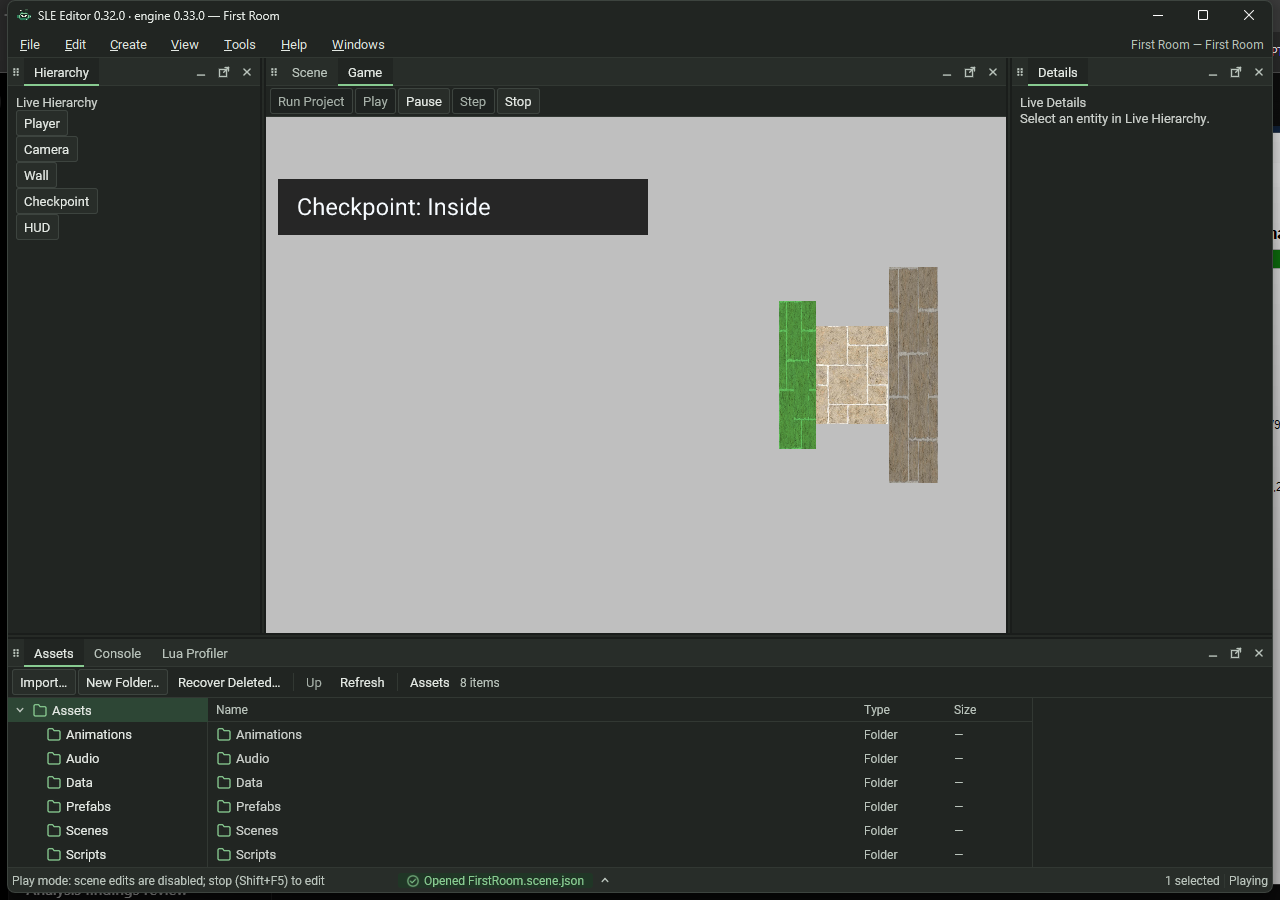 SLE Editor 0.32.0 · engine 0.33.0 — First Room
File Edit Create View Tools Help Windows First Room — First Room
Hierarchy
Live Hierarchy
Player
Camera
Wall
Checkpoint
HUD
Scene Game
Run Project Play Pause Step Stop
Checkpoint: Inside
Details
Live Details
Select an entity in Live Hierarchy.
Assets Console Lua Profiler
Import... New Folder... Recover Deleted... Up Refresh Assets 8 items
Assets
Animations
Audio
Data
Prefabs
Scenes
Scripts
Name Type Size
Animations Folder —
Audio Folder —
Data Folder —
Prefabs Folder —
Scenes Folder —
Scripts Folder —
Play mode: scene edits are disabled; stop (Shift+F5) to edit Opened FirstRoom.scene.json 1 selected Playing